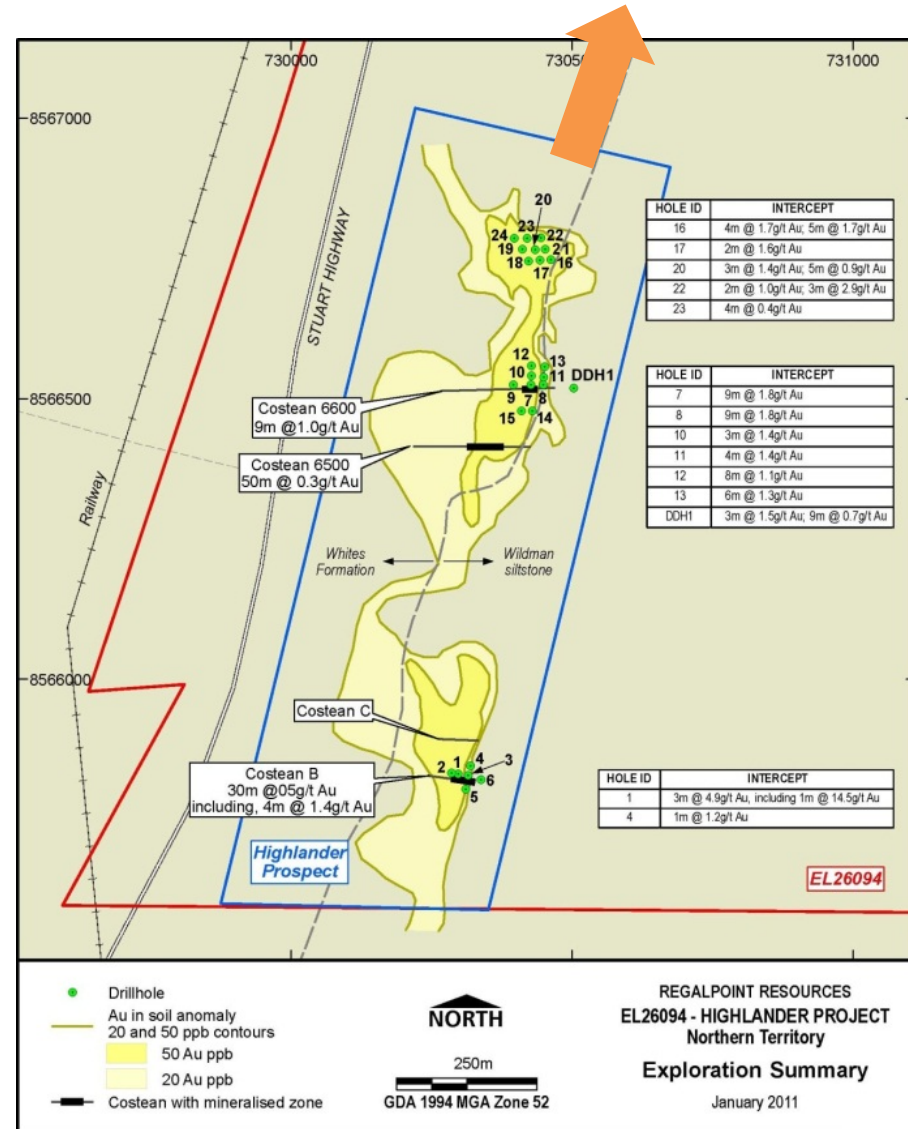 730000
730500
731000
8567000
20
24 23 22
19 21
18 16
17
HOLE ID INTERCEPT
16 4m @ 1.7g/t Au; 5m @ 1.7g/t Au
17 2m @ 1.6g/t Au
20 3m @ 1.4g/t Au; 5m @ 0.9g/t Au
22 2m @ 1.0g/t Au; 3m @ 2.9g/t Au
23 4m @ 0.4g/t Au
STUART HIGHWAY
Railway
8566500
12 13
10 11 DDH1
9 7 8
15 14
Costean 6600
9m @1.0g/t Au
Costean 6500
50m @ 0.3g/t Au
HOLE ID INTERCEPT
7 9m @ 1.8g/t Au
8 9m @ 1.8g/t Au
10 3m @ 1.4g/t Au
11 4m @ 1.4g/t Au
12 8m @ 1.1g/t Au
13 6m @ 1.3g/t Au
DDH1 3m @ 1.5g/t Au; 9m @ 0.7g/t Au
Whites
Formation
Wildman
siltstone
8566000
Costean C
2 1 4 3
6
5
Costean B
30m @05g/t Au
including, 4m @ 1.4g/t Au
HOLE ID INTERCEPT
1 3m @ 4.9g/t Au, including 1m @ 14.5g/t Au
4 1m @ 1.2g/t Au
Highlander
Prospect
EL26094
Drillhole
Au in soil anomaly
20 and 50 ppb contours
50 Au ppb
20 Au ppb
Costean with mineralised zone
NORTH
250m
GDA 1994 MGA Zone 52
REGALPOINT RESOURCES
EL26094 - HIGHLANDER PROJECT
Northern Territory
Exploration Summary
January 2011